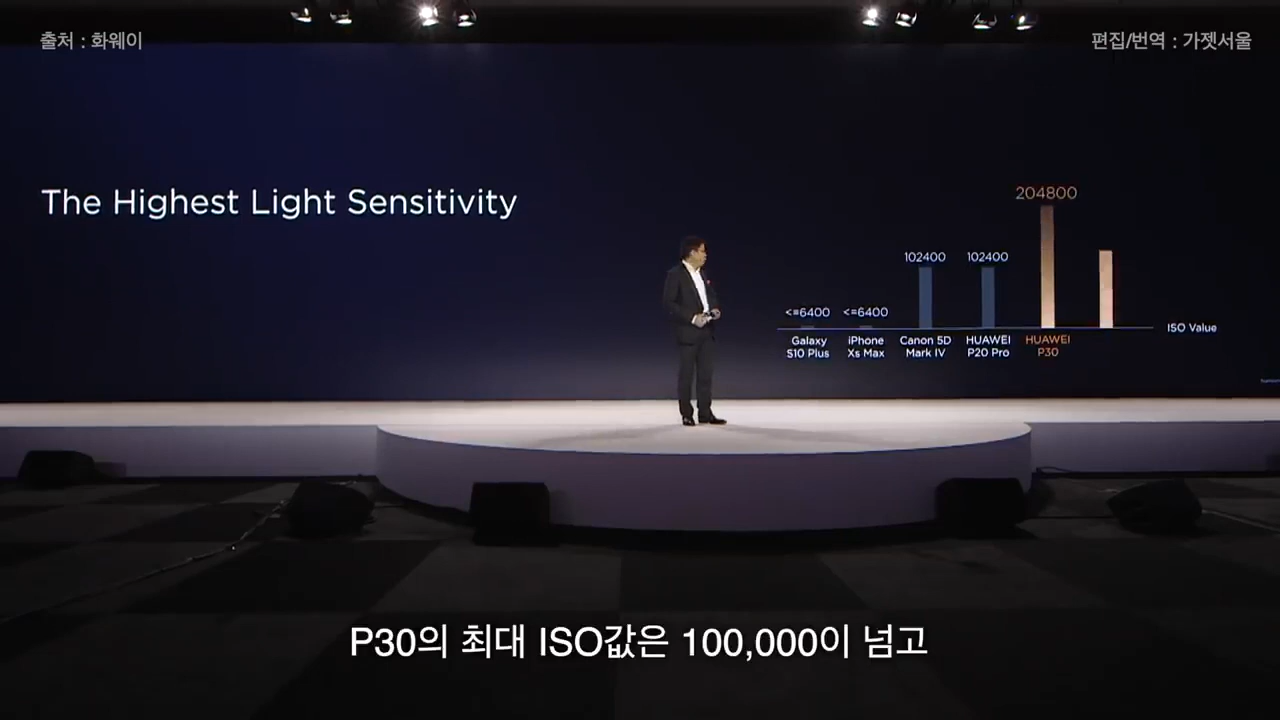 출처 : 화웨이
편집/번역 : 가젯서울
The Highest Light Sensitivity
204800
102400
102400
<=6400
<=6400
ISO Value
Galaxy
S10 Plus
iPhone
Xs Max
Canon 5D
Mark IV
HUAWEI
P20 Pro
HUAWEI
P30
P30의 최대 ISO값은 100,000이 넘고